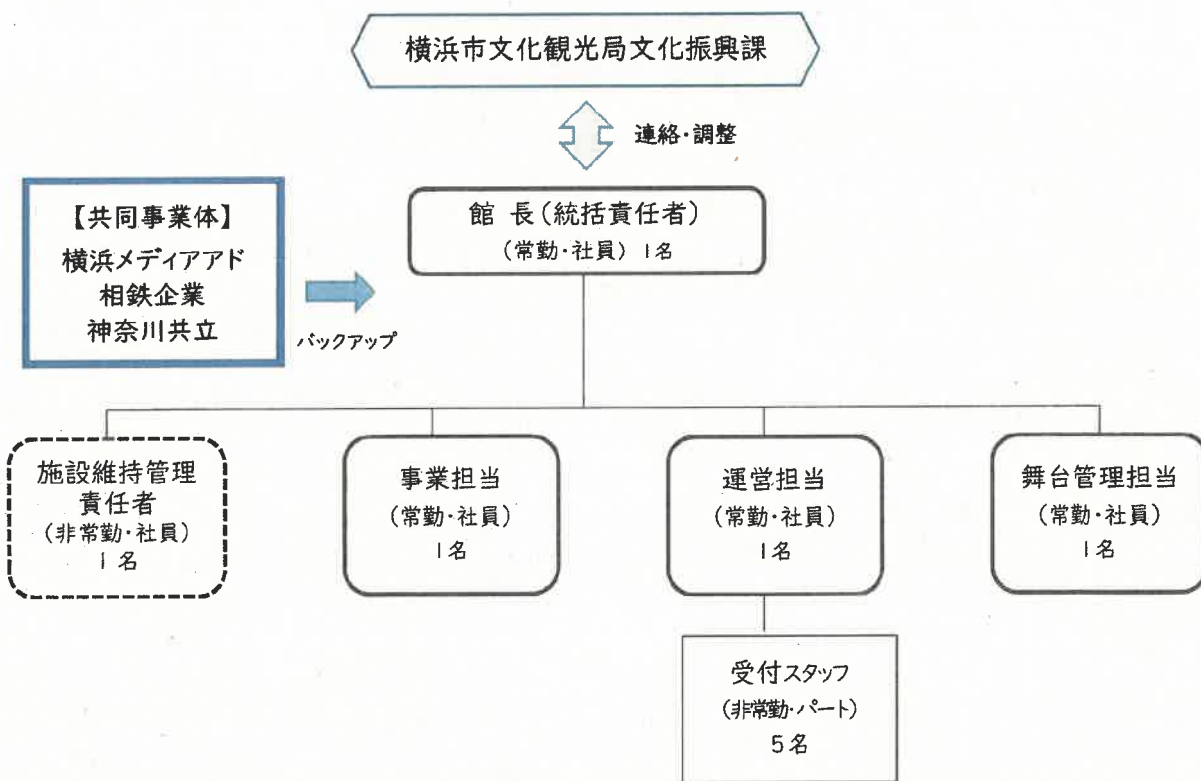 横浜市文化観光局文化振興課
連絡・調整
【共同事業体】
横浜メディアアド
相鉄企業
神奈川共立
バックアップ
館 長(統括責任者)
(常勤・社員) 1名
施設維持管理
責任者
(非常勤・社員)
1名
事業担当
(常勤・社員)
1名
運営担当
(常勤・社員)
1名
舞台管理担当
(常勤・社員)
1名
受付スタッフ
(非常勤・パート)
5名